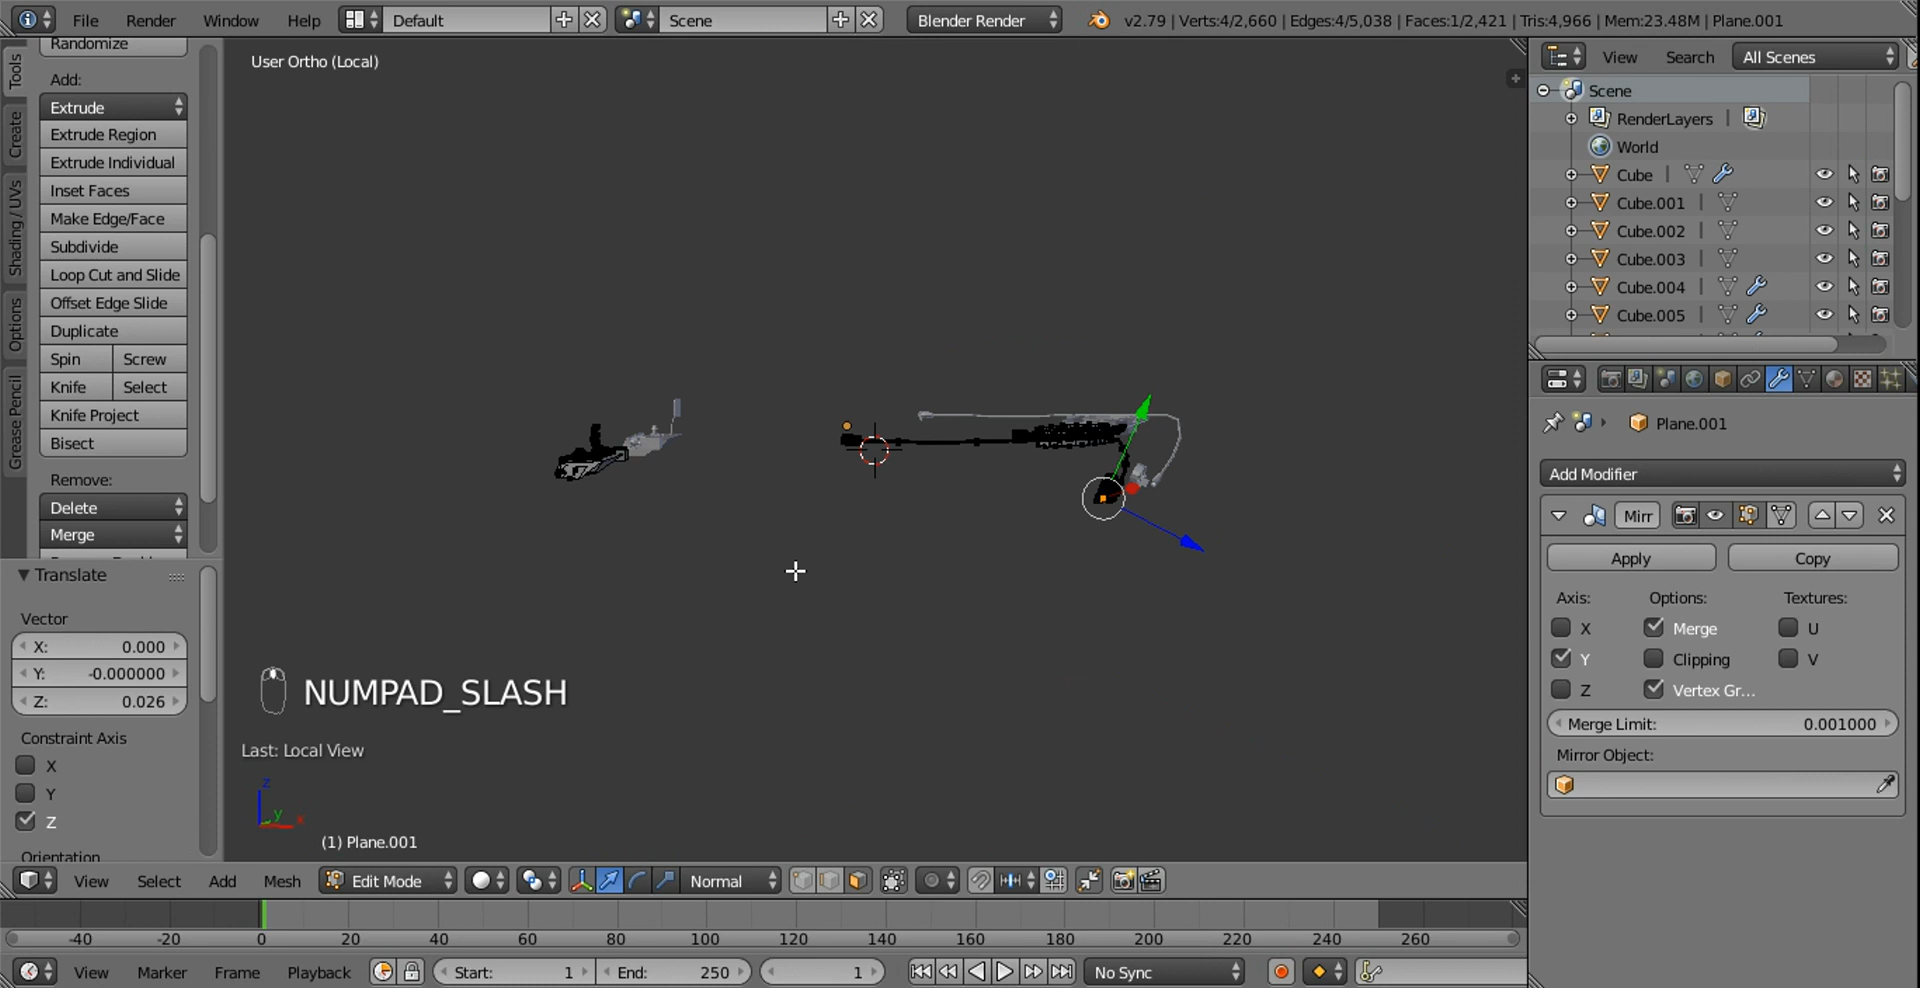 File Render Window Help Default Scene Blender Render v2.79 | Verts:4/2,660 | Edges:4/5,038 | Faces:1/2,421 | Tris:4,966 | Mem:23.48M | Plane.001
Tools
Create
Shading / UVs
Options
Grease Pencil
Randomize
Add:
Extrude
Extrude Region
Extrude Individual
Inset Faces
Make Edge/Face
Subdivide
Loop Cut and Slide
Offset Edge Slide
Duplicate
Spin Screw
Knife Select
Knife Project
Bisect
Remove:
Delete
Merge
Translate
Vector
X: 0.000
Y: -0.000000
Z: 0.026
Constraint Axis
X
Y
Z
Orientation
User Ortho (Local)
NUMPAD_SLASH
Last: Local View
z
y
x
(1) Plane.001
View Select Add Mesh Edit Mode Normal
-40 -20 0 20 40 60 80 100 120 140 160 180 200 220 240 260
View Marker Frame Playback Start: 1 End: 250 1 No Sync
View Search All Scenes
Scene
RenderLayers |
World
Cube |
Cube.001 |
Cube.002 |
Cube.003 |
Cube.004 |
Cube.005 |
Plane.001
Add Modifier
Mirr
Apply Copy
Axis: Options: Textures:
X Merge U
Y Clipping V
Z Vertex Gr...
Merge Limit: 0.001000
Mirror Object: